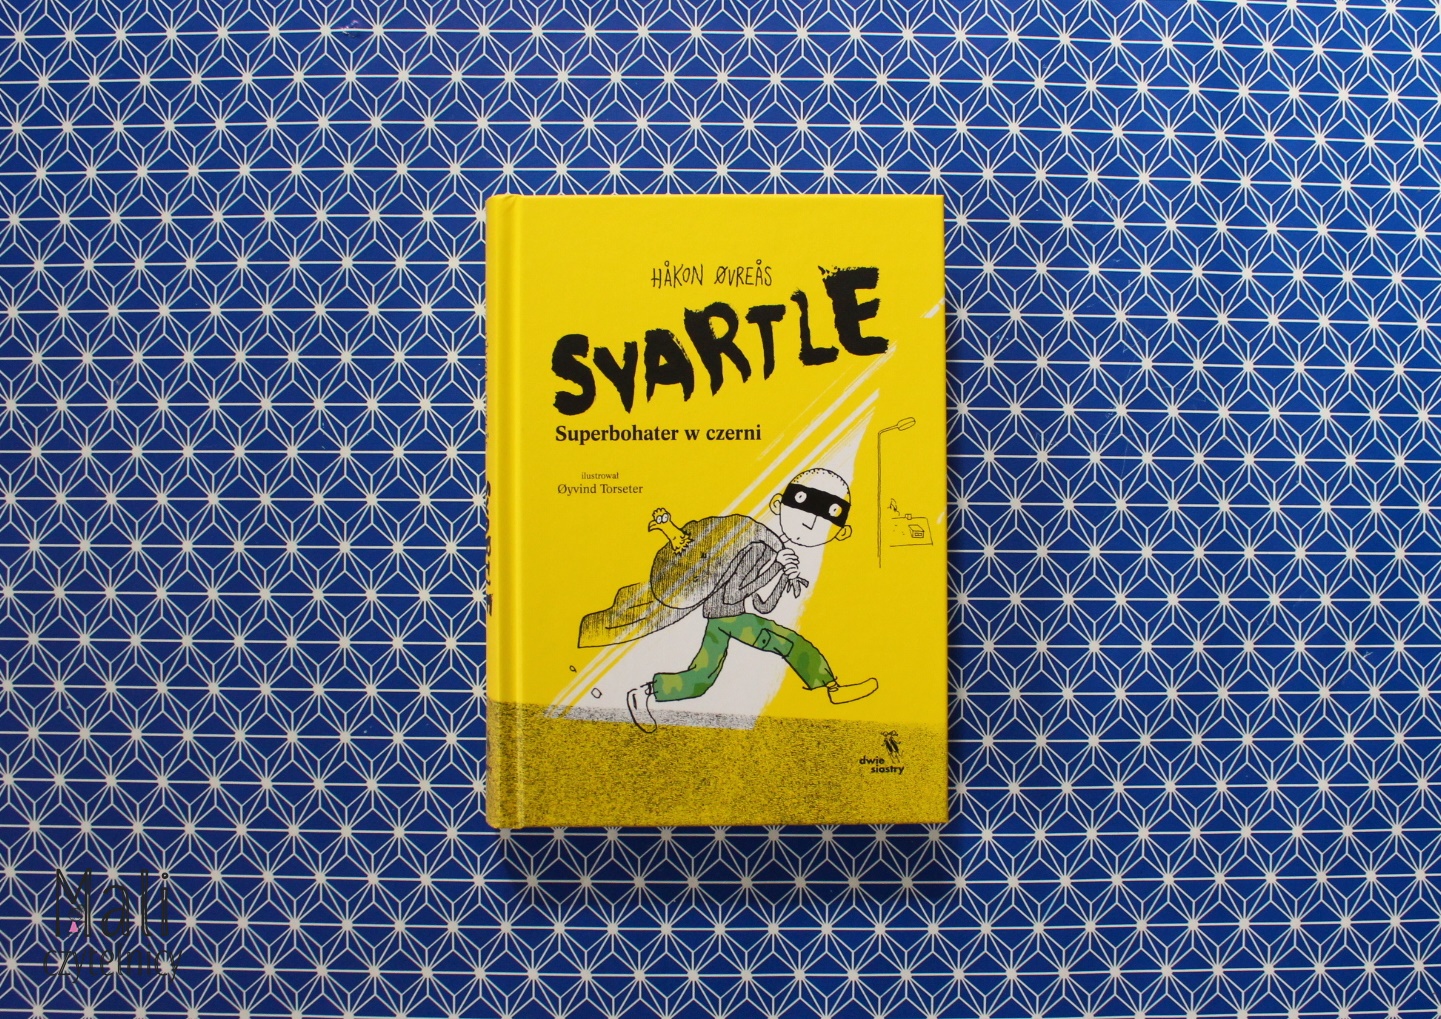 HÅKON ØVREÅS
SVARTLE
Superbohater w czerni
ilustrował
Øyvind Torseter
dwie
siostry
Mali
czytelnicy